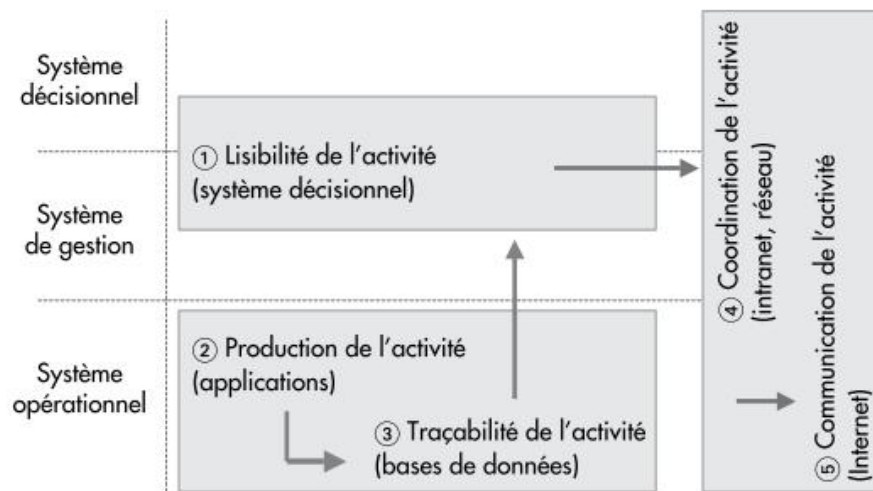 Système
décisionnel
① Lisibilité de l'activité
(système décisionnel)
Système
de gestion
② Production de l'activité
(applications)
③ Traçabilité de l'activité
(bases de données)
Système
opérationnel
④ Coordination de l'activité
(intranet, réseau)
⑤ Communication de l'activité
(Internet)